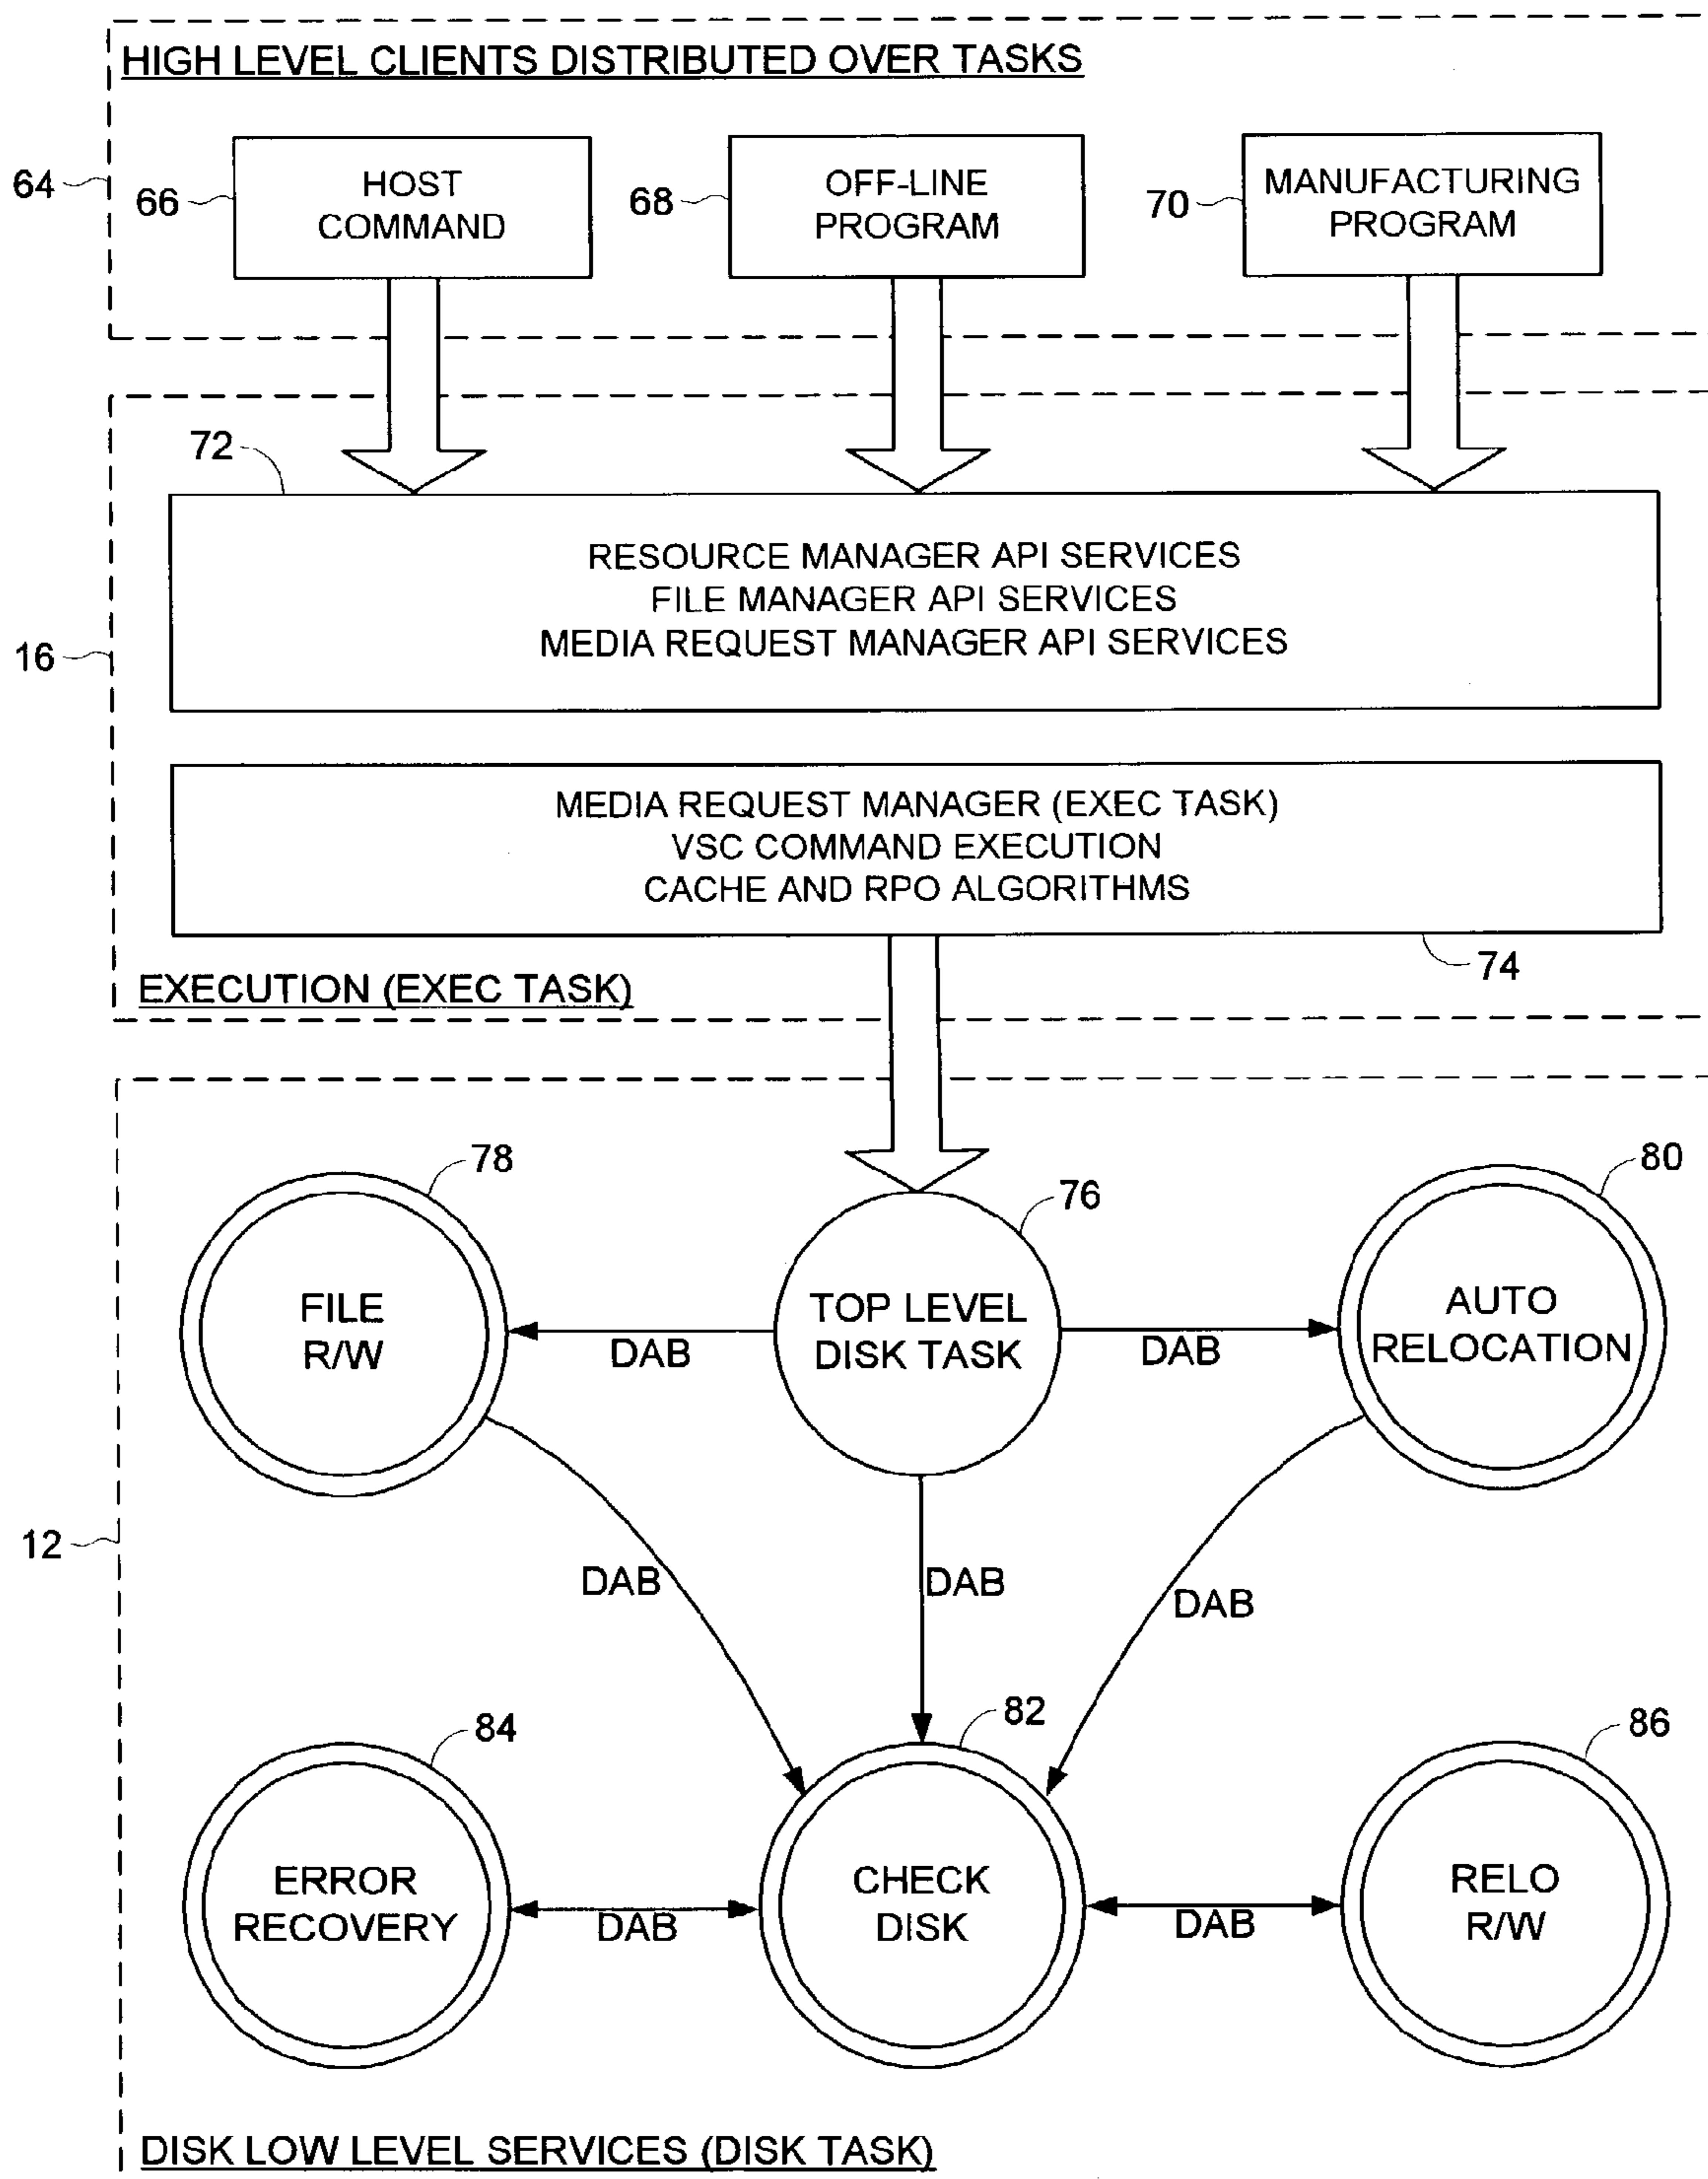 HIGH LEVEL CLIENTS DISTRIBUTED OVER TASKS
64
66
HOST
COMMAND
68
OFF-LINE
PROGRAM
70
MANUFACTURING
PROGRAM
72
16
RESOURCE MANAGER API SERVICES
FILE MANAGER API SERVICES
MEDIA REQUEST MANAGER API SERVICES
MEDIA REQUEST MANAGER (EXEC TASK)
VSC COMMAND EXECUTION
CACHE AND RPO ALGORITHMS
74
EXECUTION (EXEC TASK)
78
76
80
FILE
R/W
DAB
TOP LEVEL
DISK TASK
DAB
AUTO
RELOCATION
12
DAB
DAB
DAB
84
82
86
ERROR
RECOVERY
DAB
CHECK
DISK
DAB
RELO
R/W
DISK LOW LEVEL SERVICES (DISK TASK)